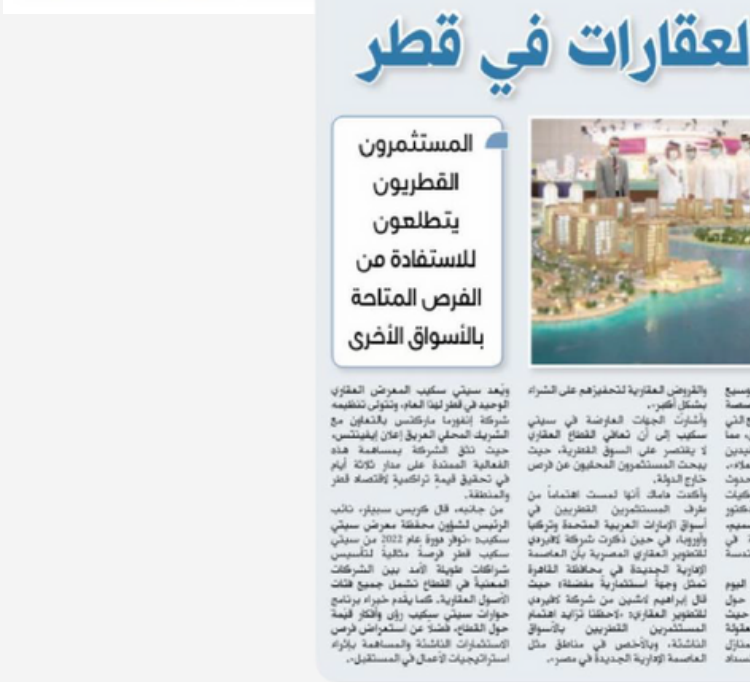 لعقارات في قطر
المستثمرون
القطريون
يتطلعون
للاستفادة من
الفرص المتاحة
بالأسواق الأخرى
والقروض العقارية لتحفيزهم على الشراء
بشكل أكبر».
وأشارت الجهات العارضة في سيتي
سكيب إلى أن تعافي القطاع العقاري
لا يقتصر على السوق القطرية، حيث
يبحث المستثمرون المحليون عن فرص
خارج الدولة.
وأكدت داماك أنها لمست اهتماماً من
طرف المستثمرين القطريين في
أسواق الإمارات العربية المتحدة وتركيا
وأوروبا، في حين ذكرت شركة
للتطوير العقاري المصرية بأن العاصمة
الإدارية الجديدة في محافظة القاهرة
تمثل وجهةً استثماريةً مفضلة؛ حيث
قال إبراهيم لاشين من شركة
للتطوير العقاري: «لاحظنا تزايد اهتمام
المستثمرين القطريين بالأسواق
الناشئة، وبالأخص في مناطق مثل
العاصمة الإدارية الجديدة في مصر».
ويُعد سيتي سكيب المعرض العقاري
الوحيد في قطر لهذا العام، وتتولى تنظيمه
شركة إنفورما ماركتس بالتعاون مع
الشريك المحلي العريق إعلان إيفينتس،
حيث تثق الشركة بمساهمة هذه
الفعالية الممتدة على مدار ثلاثة أيام
في تحقيق قيمةٍ تراكمية لاقتصاد قطر
والمنطقة.
من جانبه، قال كريس سبيلر، نائب
الرئيس لشؤون محفظة معرض سيتي
سكيب: «توفر دورة عام 2022 من سيتي
سكيب قطر فرصةً مثالية لتأسيس
شراكات طويلة الأمد بين الشركات
المعنية في القطاع تشمل جميع فئات
الأصول العقارية. كما يقدم خبراء برنامج
حوارات سيتي سكيب رؤى وأفكار قيّمة
حول القطاع، فضلاً عن استعراض فرص
الاستثمارات الناشئة والمساهمة بإثراء
استراتيجيات الأعمال في المستقبل».